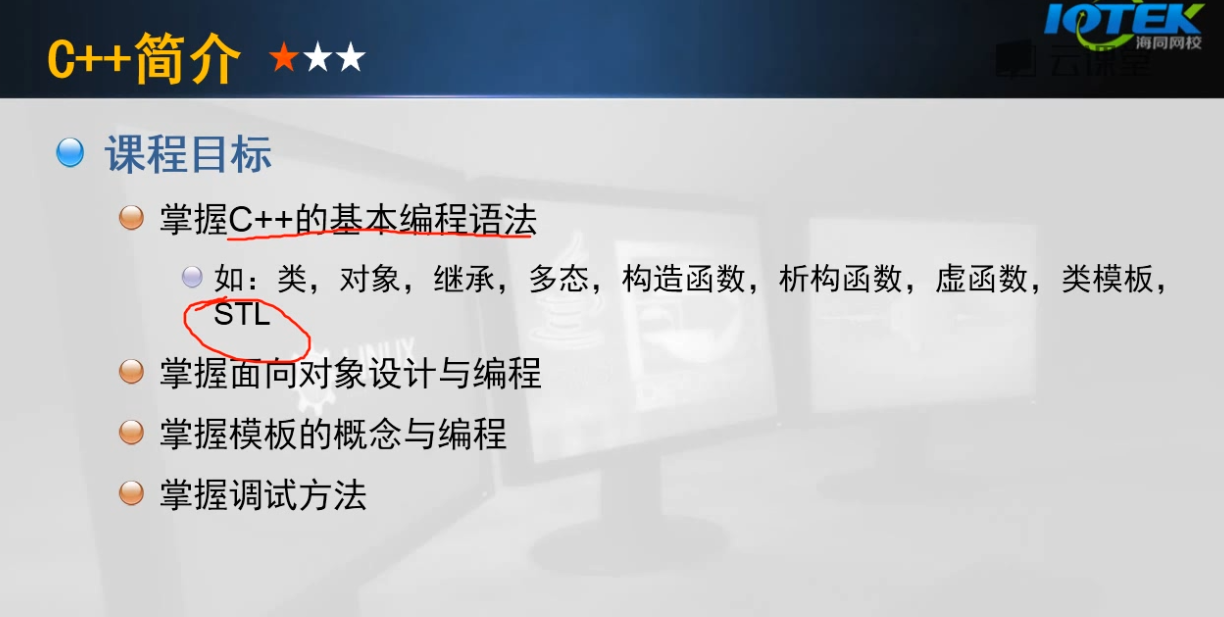 C++简介
IOTEK
海同网校
云课堂
课程目标
掌握C++的基本编程语法
如：类，对象，继承，多态，构造函数，析构函数，虚函数，类模板，
STL
LINUX
掌握面向对象设计与编程
掌握模板的概念与编程
掌握调试方法